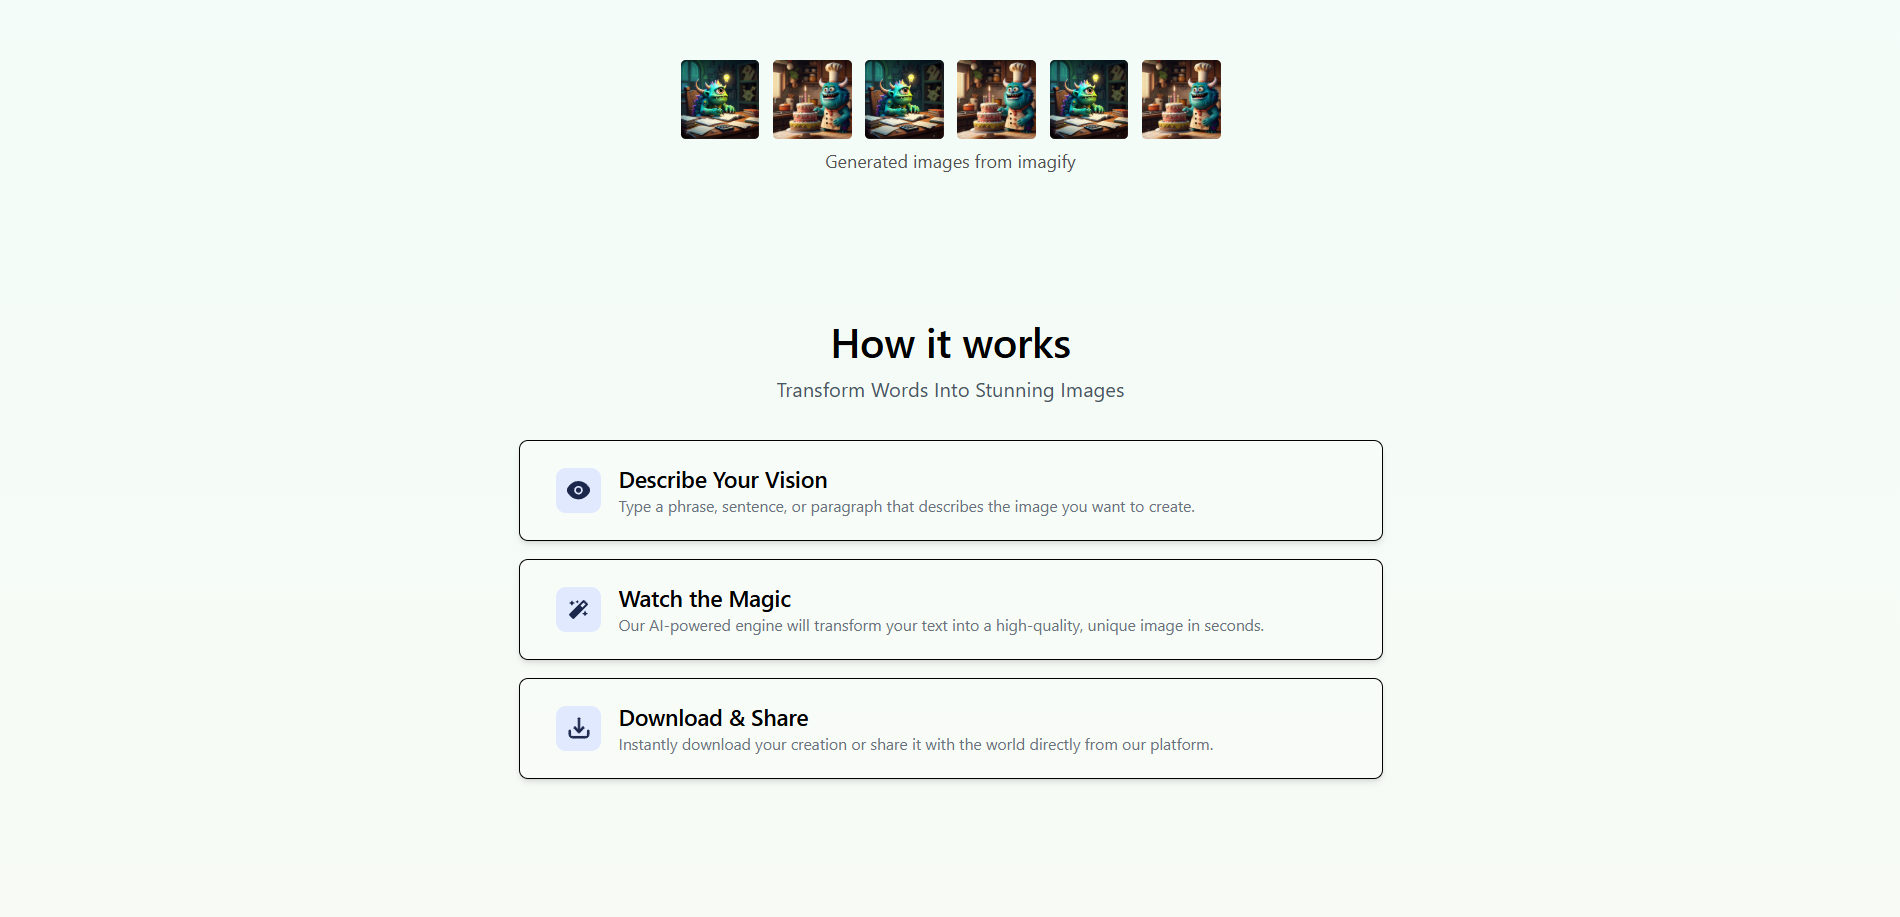 Generated images from imagify
How it works
Transform Words Into Stunning Images
Describe Your Vision
Type a phrase, sentence, or paragraph that describes the image you want to create.
Watch the Magic
Our AI-powered engine will transform your text into a high-quality, unique image in seconds.
Download & Share
Instantly download your creation or share it with the world directly from our platform.